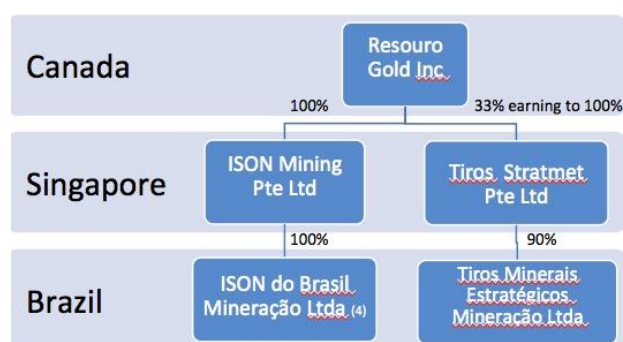 Canada
Resouro
Gold Inc.
100%
33% earning to 100%
Singapore
ISON Mining
Pte Ltd
Tiros Stratmet
Pte Ltd
100%
90%
Brazil
ISON do Brasil
Mineração Ltda (4)
Tiros Minerais
Estratégicos
Mineração Ltda